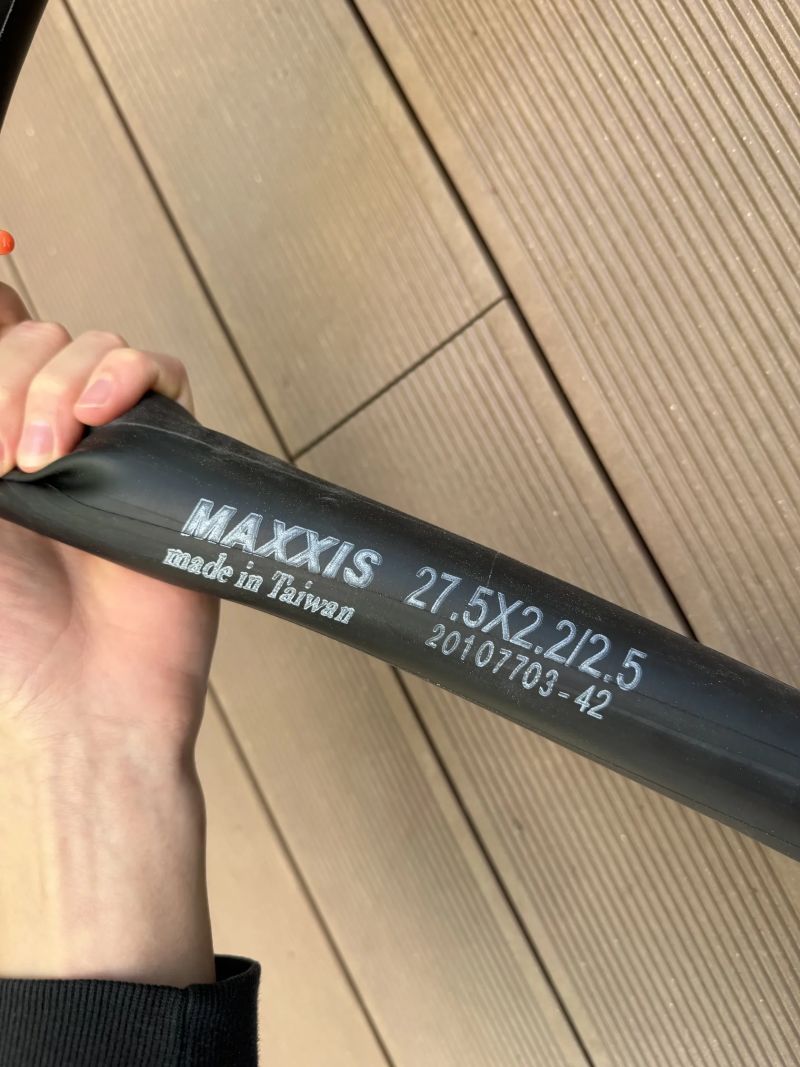 MAXXIS
made in Taiwan
27.5X2.2/2.5
20107703-42